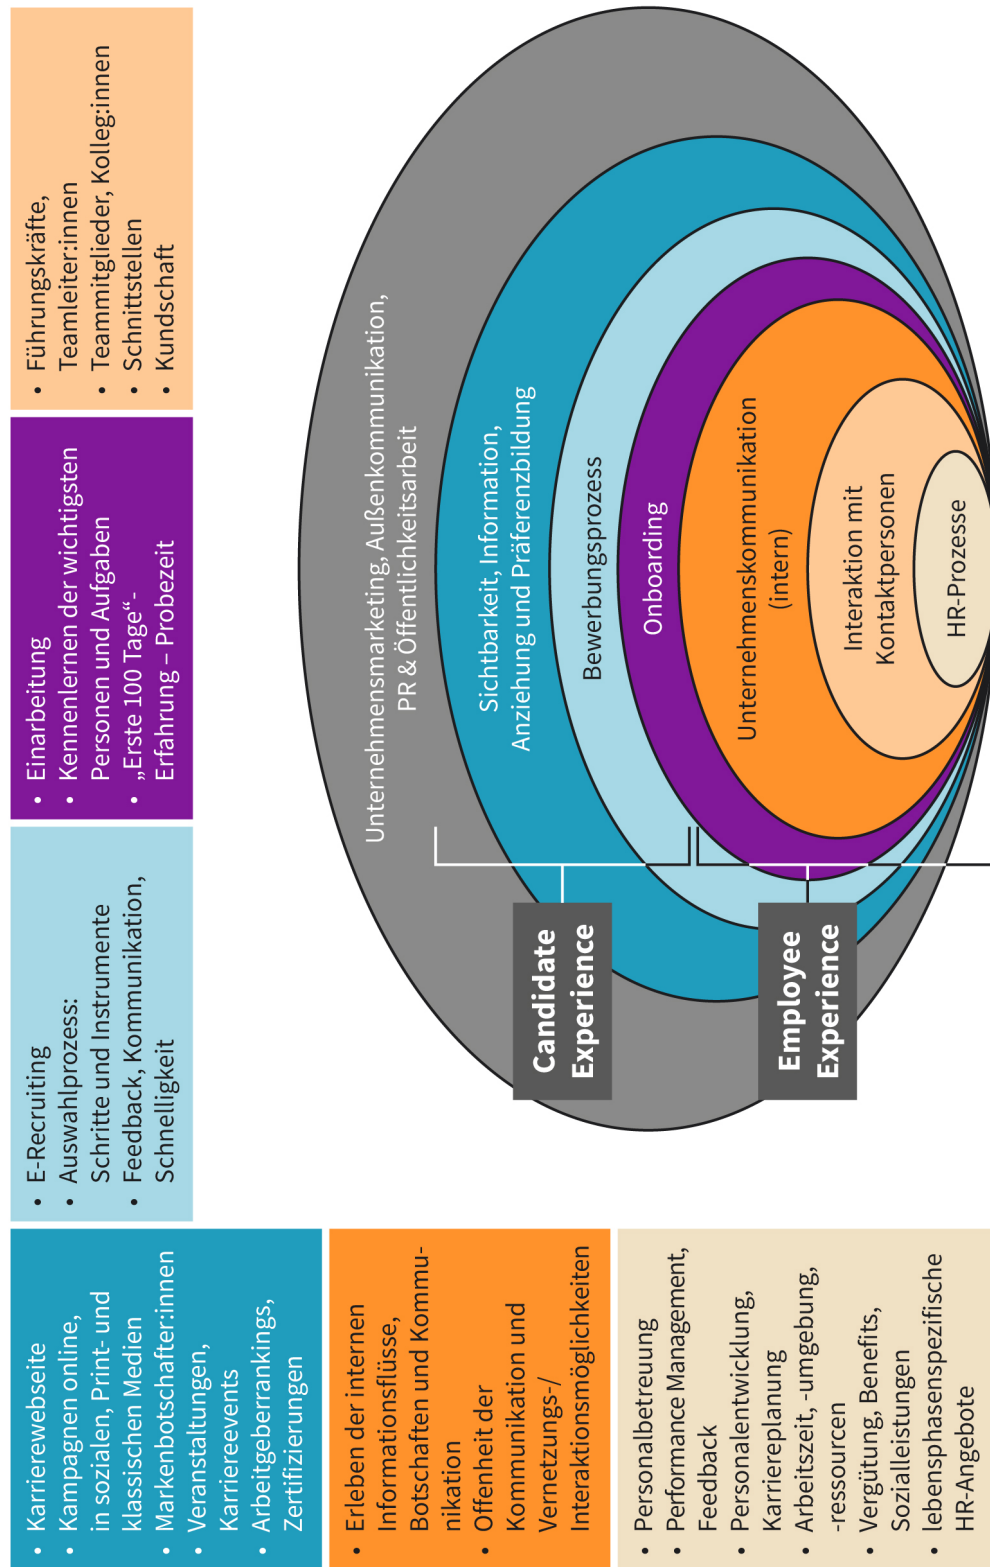 • Karrierewebseite
• Kampagnen online,
in sozialen, Print- und
klassischen Medien
• Markenbotschafter:innen
• Veranstaltungen,
Karriereevents
• Arbeitgeberrankings,
Zertifizierungen
• E-Recruiting
• Auswahlprozess:
Schritte und Instrumente
• Feedback, Kommunikation,
Schnelligkeit
• Einarbeitung
• Kennenlernen der wichtigsten
Personen und Aufgaben
• „Erste 100 Tage“-
Erfahrung – Probezeit
• Führungskräfte,
Teamleiter:innen
• Teammitglieder, Kolleg:innen
• Schnittstellen
• Kundschaft
• Erleben der internen
Informationsflüsse,
Botschaften und Kommu-
nikation
• Offenheit der
Kommunikation und
Vernetzungs-/
Interaktionsmöglichkeiten
• Personalbetreuung
• Performance Management,
Feedback
• Personalentwicklung,
Karriereplanung
• Arbeitszeit, -umgebung,
-ressourcen
• Vergütung, Benefits,
Sozialleistungen
• lebensphasenspezifische
HR-Angebote
Unternehmensmarketing, Außenkommunikation,
PR & Öffentlichkeitsarbeit
Sichtbarkeit, Information,
Anziehung und Präferenzbildung
Bewerbungsprozess
Onboarding
Unternehmenskommunikation
(intern)
Interaktion mit
Kontaktpersonen
HR-Prozesse
Candidate
Experience
Employee
Experience